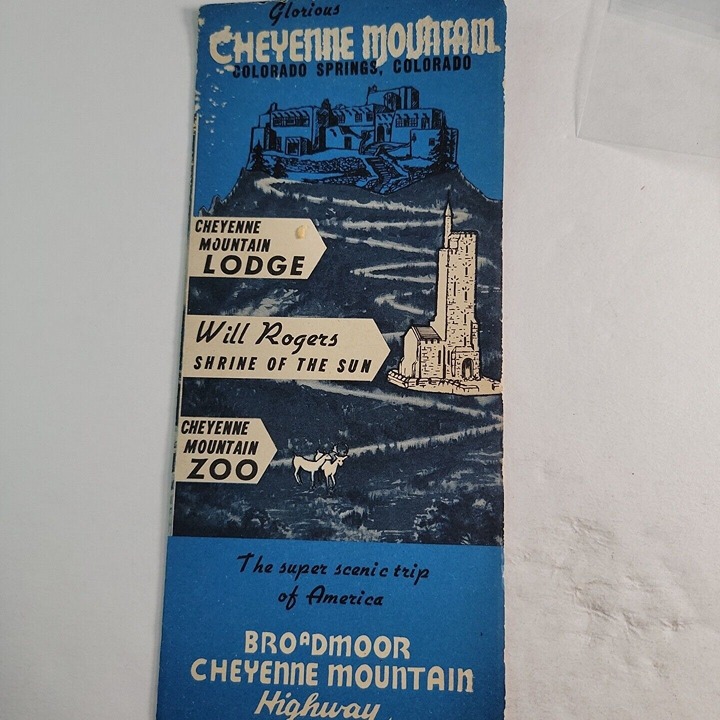 Glorious
CHEYENNE MOUNTAIN
COLORADO SPRINGS, COLORADO
CHEYENNE
MOUNTAIN
LODGE
Will Rogers
SHRINE OF THE SUN
CHEYENNE
MOUNTAIN
ZOO
The super scenic trip
of America
BROADMOOR
CHEYENNE MOUNTAIN
Highway